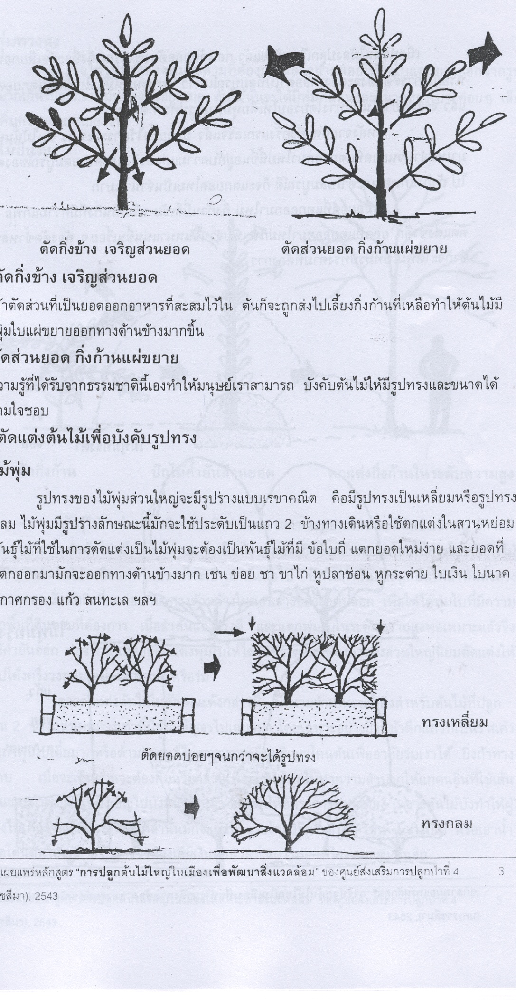 ตัดกิ่งข้าง เจริญส่วนยอด
ตัดส่วนยอด กิ่งก้านแผ่ขยาย
ตัดกิ่งข้าง เจริญส่วนยอด
ถ้าตัดส่วนที่เป็นยอดออกอาหารที่สะสมไว้ใน ต้นก็จะถูกส่งไปเลี้ยงกิ่งก้านที่เหลือทำให้ต้นไม้มี
พุ่มใบแผ่ขยายออกทางด้านข้างมากขึ้น
ตัดส่วนยอด กิ่งก้านแผ่ขยาย
วามรู้ที่ได้รับจากธรรมชาตินี้เองทำให้มนุษย์เราสามารถ บังคับต้นไม้ให้มีรูปทรงและขนาดได้
ามใจชอบ
ตัดแต่งต้นไม้เพื่อบังคับรูปทรง
ม้พุ่ม
รูปทรงของไม้พุ่มส่วนใหญ่จะมีรูปร่างแบบเรขาคณิต คือมีรูปทรงเป็นเหลี่ยมหรือรูปทรง
ลม ไม้พุ่มมีรูปร่างลักษณะนี้มักจะใช้ประดับเป็นแถว 2 ข้างทางเดินหรือใช้ตกแต่งในสวนหย่อม
พันธุ์ไม้ที่ใช้ในการตัดแต่งเป็นไม้พุ่มจะต้องเป็นพันธุ์ไม้ที่มี ข้อใบถี่ แตกยอดใหม่ง่าย และยอดที่
ตกออกมามักจะออกทางด้านข้างมาก เช่น ข่อย ชา ขาไก่ หูปลาช่อน หูกระต่าย ใบเงิน ใบนาค
กาศกรอง แก้ว สนทะเล ฯลฯ
ทรงเหลี่ยม
ตัดยอดบ่อยๆจนกว่าจะได้รูปทรง
ทรงกลม
เผยแพร่หลักสูตร "การปลูกต้นไม้ใหญ่ในเมืองเพื่อพัฒนาสิ่งแวดล้อม" ของศูนย์ส่งเสริมการปลูกป่าที่ 4 3
ชสีมา), 2543